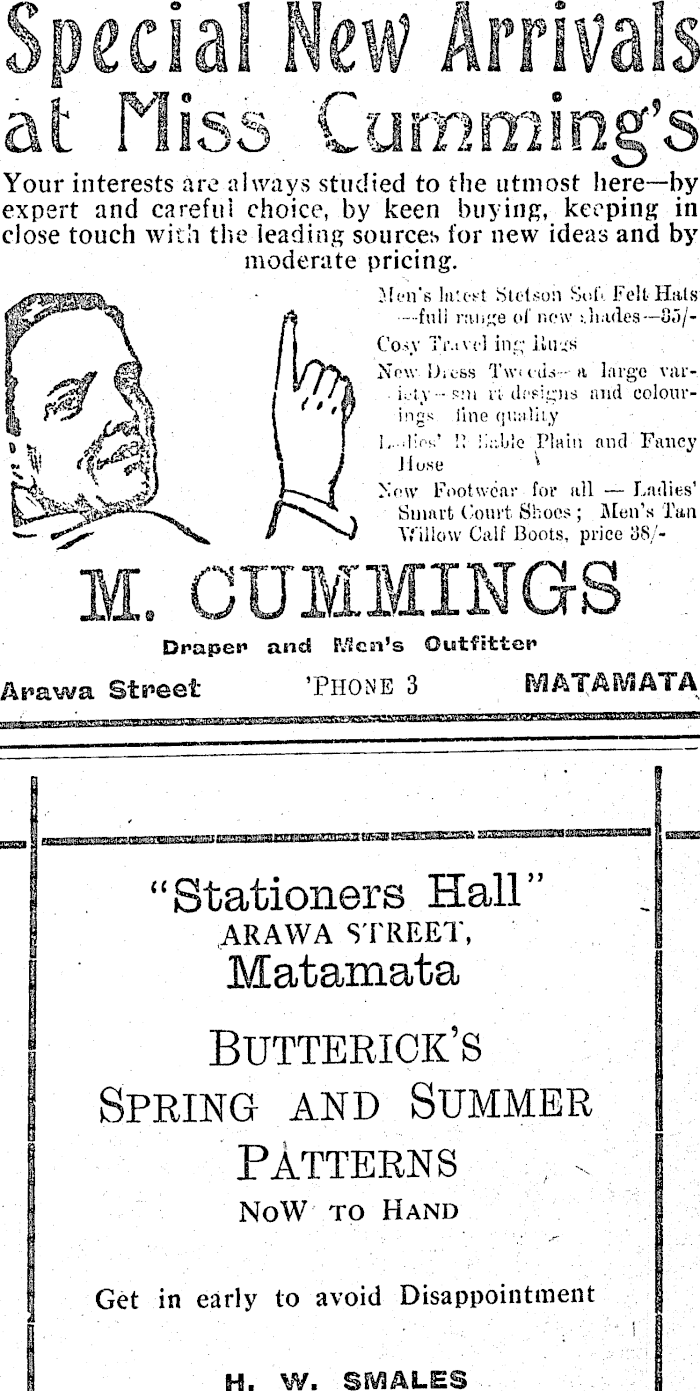 Special New Arrivals
at Miss Cumming's
Your interests are always studied to the utmost here—by
expert and careful choice, by keen buying, keeping in
close touch with the leading sources for new ideas and by
moderate pricing.
Men's latest Stetson Soft Felt Hats
—full range of new shades—35/-
Cosy Travelling Rugs
New Dress Tweeds—a large var-
iety—smart designs and colour-
ings fine quality
Ladies' Reliable Plain and Fancy
Hose
New Footwear for all — Ladies'
Smart Court Shoes; Men's Tan
Willow Calf Boots, price 38/-
M. CUMMINGS
Draper and Men's Outfitter
Arawa Street 'PHONE 3 MATAMATA
"Stationers Hall"
ARAWA STREET,
Matamata
BUTTERICK'S
SPRING AND SUMMER
PATTERNS
NOW TO HAND
Get in early to avoid Disappointment
H. W. SMALES